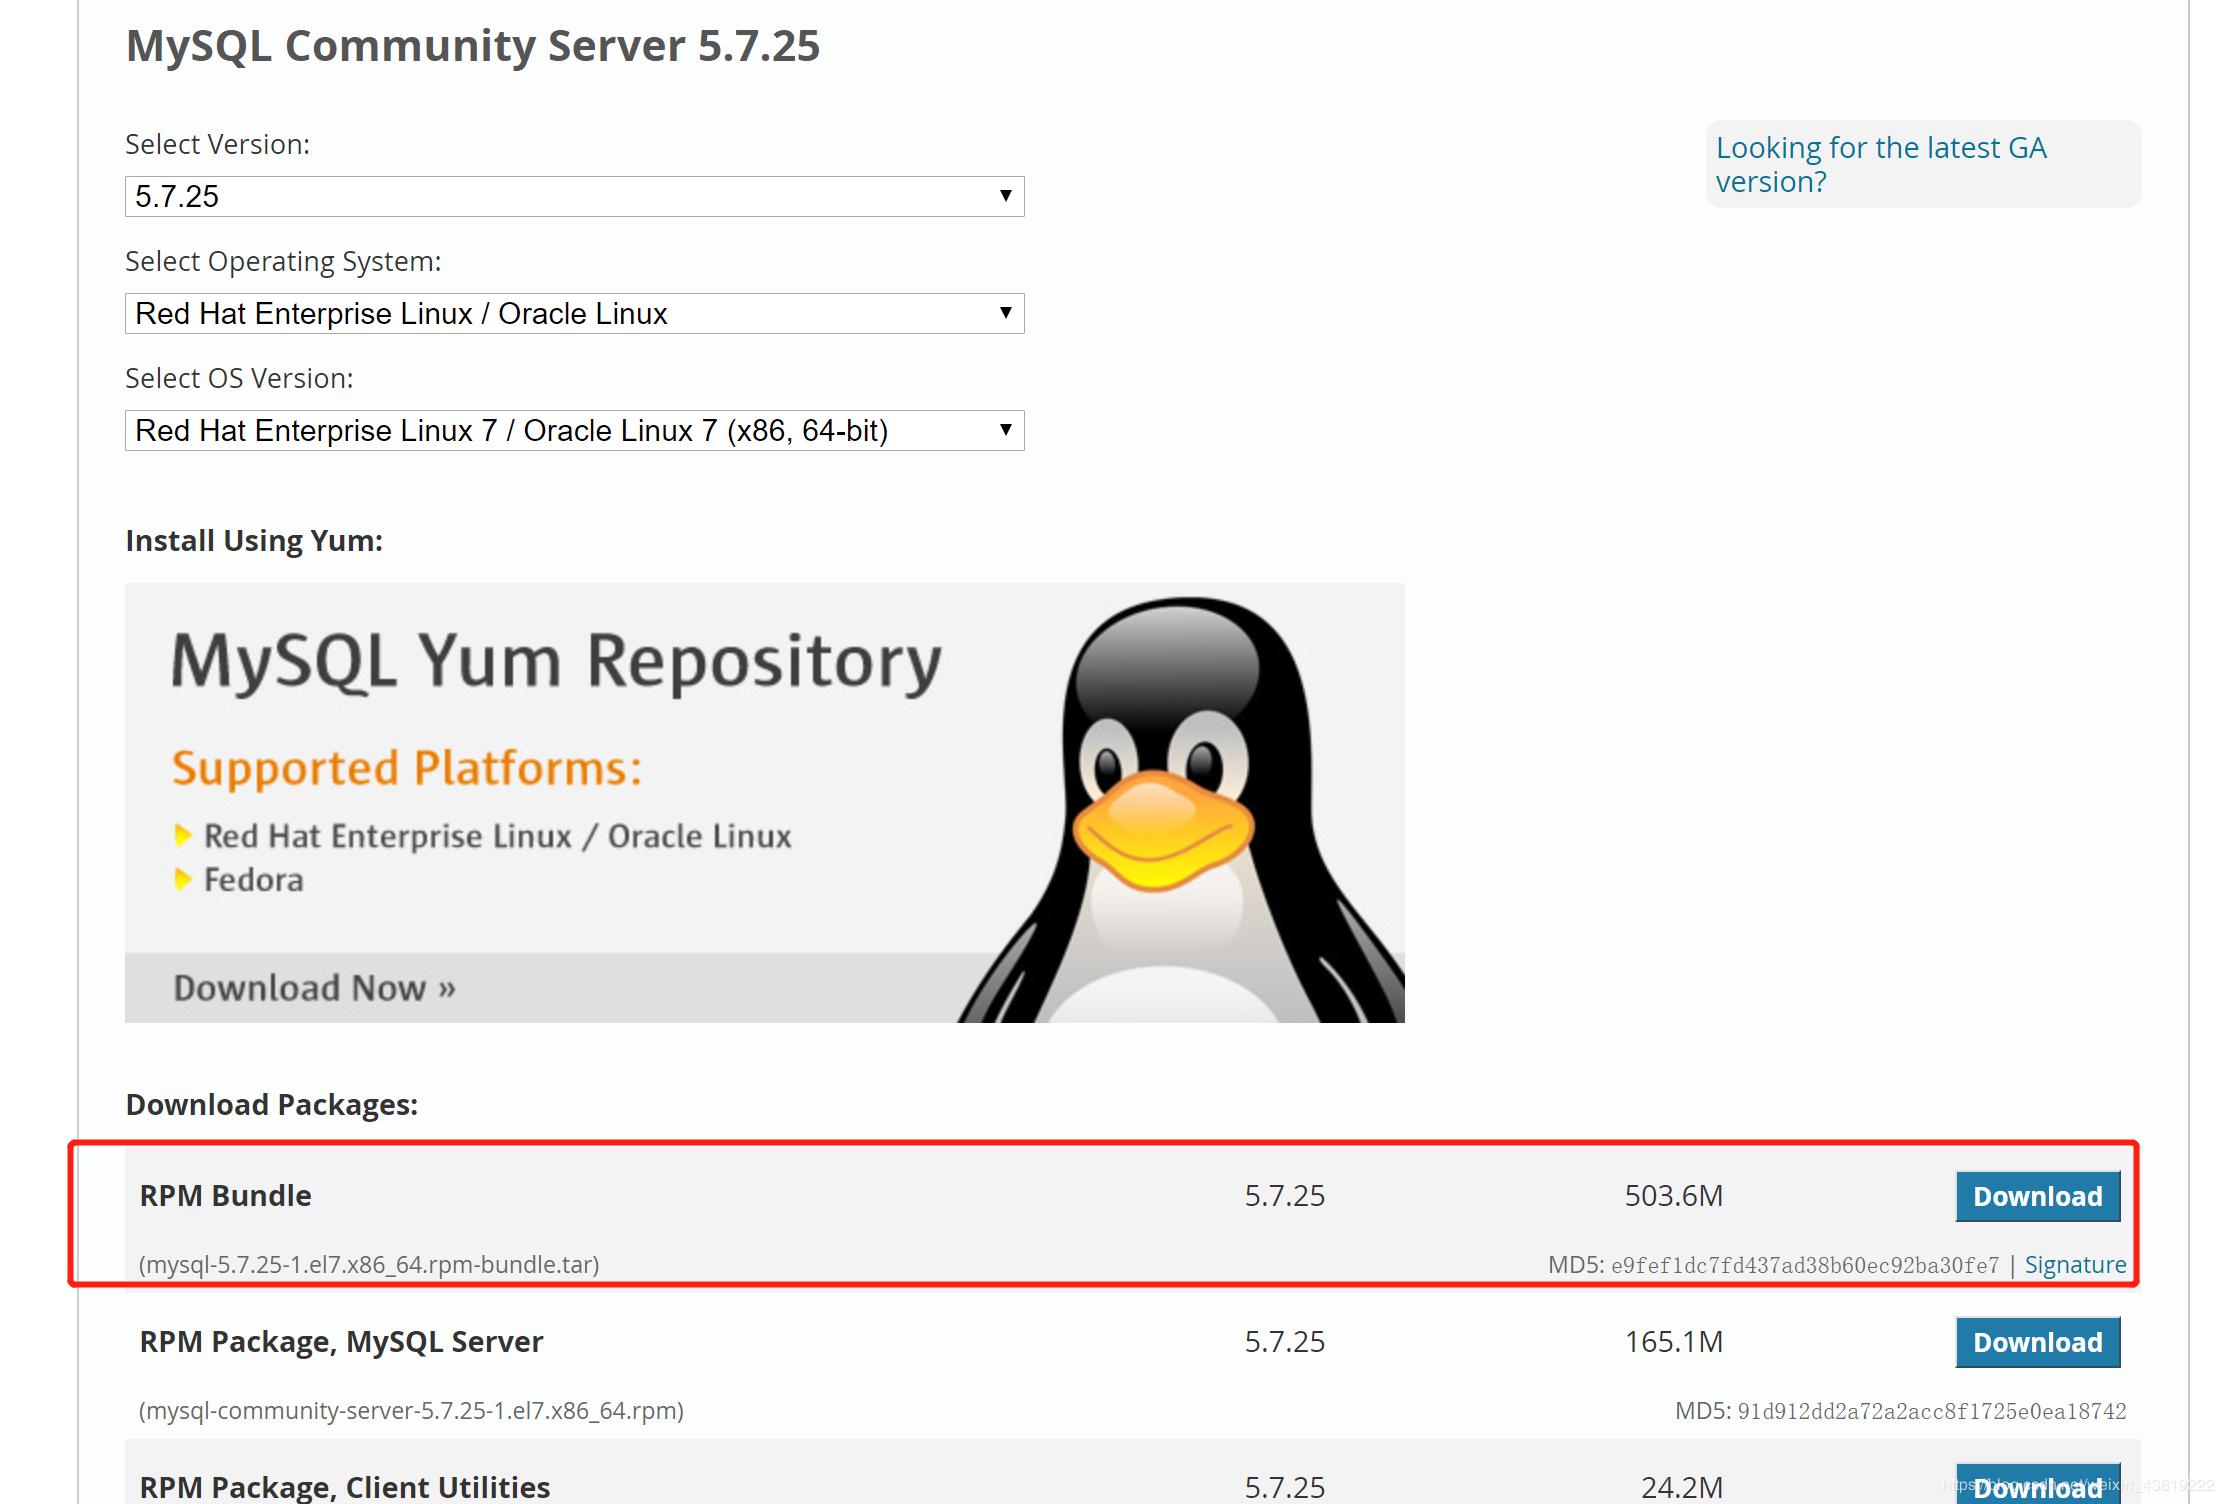 MySQL Community Server 5.7.25
Select Version:
5.7.25
Looking for the latest GA
version?
Select Operating System:
Red Hat Enterprise Linux / Oracle Linux
Select OS Version:
Red Hat Enterprise Linux 7 / Oracle Linux 7 (x86, 64-bit)
Install Using Yum:
MySQL Yum Repository
Supported Platforms:
Red Hat Enterprise Linux / Oracle Linux
Fedora
Download Now »
Download Packages:
RPM Bundle 5.7.25 503.6M Download
(mysql-5.7.25-1.el7.x86_64.rpm-bundle.tar) MD5: e9fef1dc7fd437ad38b60ec92ba30fe7 | Signature
RPM Package, MySQL Server 5.7.25 165.1M Download
(mysql-community-server-5.7.25-1.el7.x86_64.rpm) MD5: 91d912dd2a72a2acc8f1725e0ea18742
RPM Package, Client Utilities 5.7.25 24.2M Download
https://blog.csdn.net/weixin_43819222